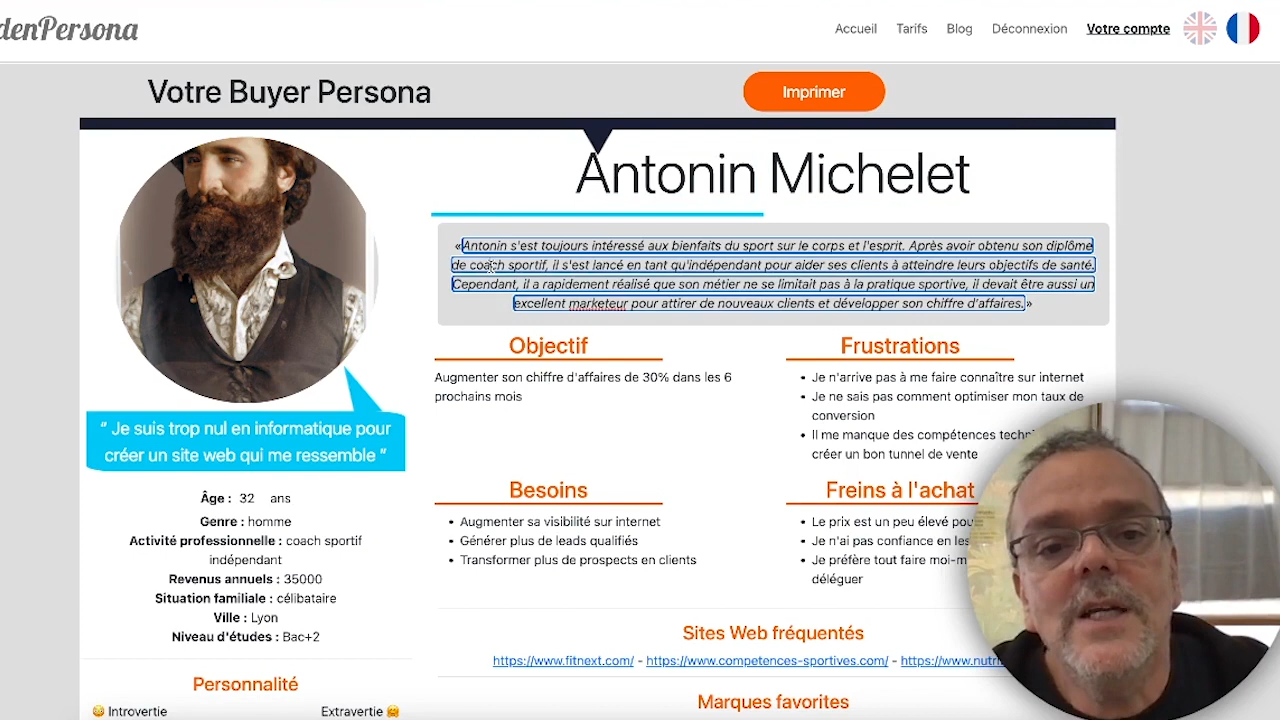 denPersona
Accueil Tarifs Blog Déconnexion Votre compte
Votre Buyer Persona
Imprimer
Antonin Michelet
«Antonin s'est toujours intéressé aux bienfaits du sport sur le corps et l'esprit. Après avoir obtenu son diplôme
de coach sportif, il s'est lancé en tant qu'indépendant pour aider ses clients à atteindre leurs objectifs de santé.
Cependant, il a rapidement réalisé que son métier ne se limitait pas à la pratique sportive, il devait être aussi un
excellent marketeur pour attirer de nouveaux clients et développer son chiffre d'affaires.»
“ Je suis trop nul en informatique pour
créer un site web qui me ressemble ”
Âge : 32 ans
Genre : homme
Activité professionnelle : coach sportif
indépendant
Revenus annuels : 35000
Situation familiale : célibataire
Ville : Lyon
Niveau d'études : Bac+2
Personnalité
Introvertie Extravertie
Objectif
Augmenter son chiffre d'affaires de 30% dans les 6
prochains mois
Frustrations
• Je n'arrive pas à me faire connaître sur internet
• Je ne sais pas comment optimiser mon taux de
conversion
• Il me manque des compétences techni
créer un bon tunnel de vente
Besoins
• Augmenter sa visibilité sur internet
• Générer plus de leads qualifiés
• Transformer plus de prospects en clients
Freins à l'achat
• Le prix est un peu élevé pou
• Je n'ai pas confiance en les
• Je préfère tout faire moi-m
déléguer
Sites Web fréquentés
https://www.fitnext.com/ - https://www.competences-sportives.com/ - https://www.nutri
Marques favorites